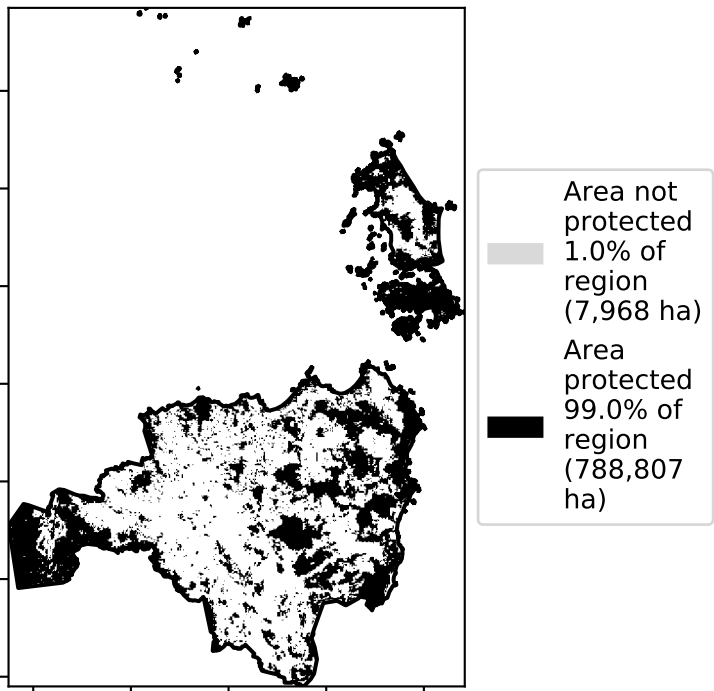 Area not
protected
1.0% of
region
(7,968 ha)
Area
protected
99.0% of
region
(788,807
ha)